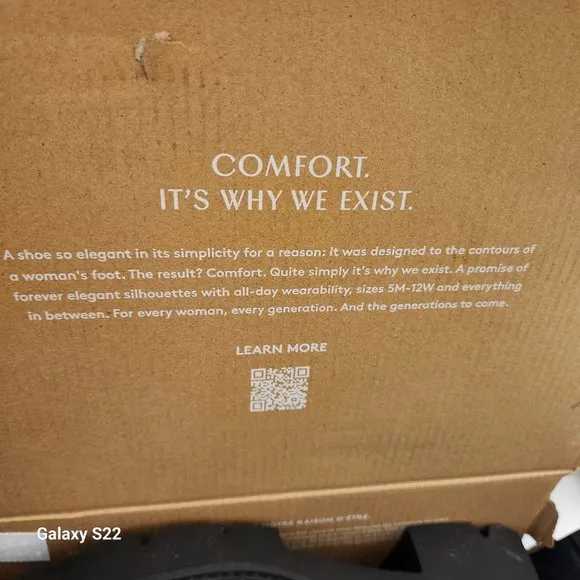 COMFORT.
IT'S WHY WE EXIST.
A shoe so elegant in its simplicity for a reason: it was designed to the contours of
a woman's foot. The result? Comfort. Quite simply it's why we exist. A promise of
forever elegant silhouettes with all-day wearability, sizes 5M-12W and everything
in between. For every woman, every generation. And the generations to come.
LEARN MORE
NOTRE RAISON D'ÊTRE
Galaxy S22